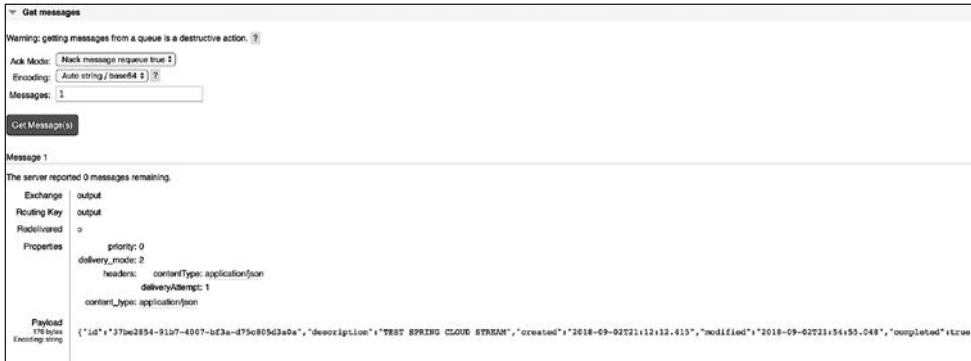 Get messages
Warning: getting messages from a queue is a destructive action. ?
Ack Mode: Nack message requeue true
Encoding: Auto string / base64 ?
Messages: 1
Get Message(s)
Message 1
The server reported 0 messages remaining.
Exchange output
Routing Key output
Redelivered ○
Properties priority: 0
delivery_mode: 2
headers: contentType: application/json
deliveryAttempt: 1
content_type: application/json
Payload
176 bytes
Encoding: string
{"id":"37be2854-91b7-4007-bf3a-d75c805d3a0a","description":"TEST SPRING CLOUD STREAM","created":"2018-09-02T21:12:12.415","modified":"2018-09-02T21:54:55.048","completed":true